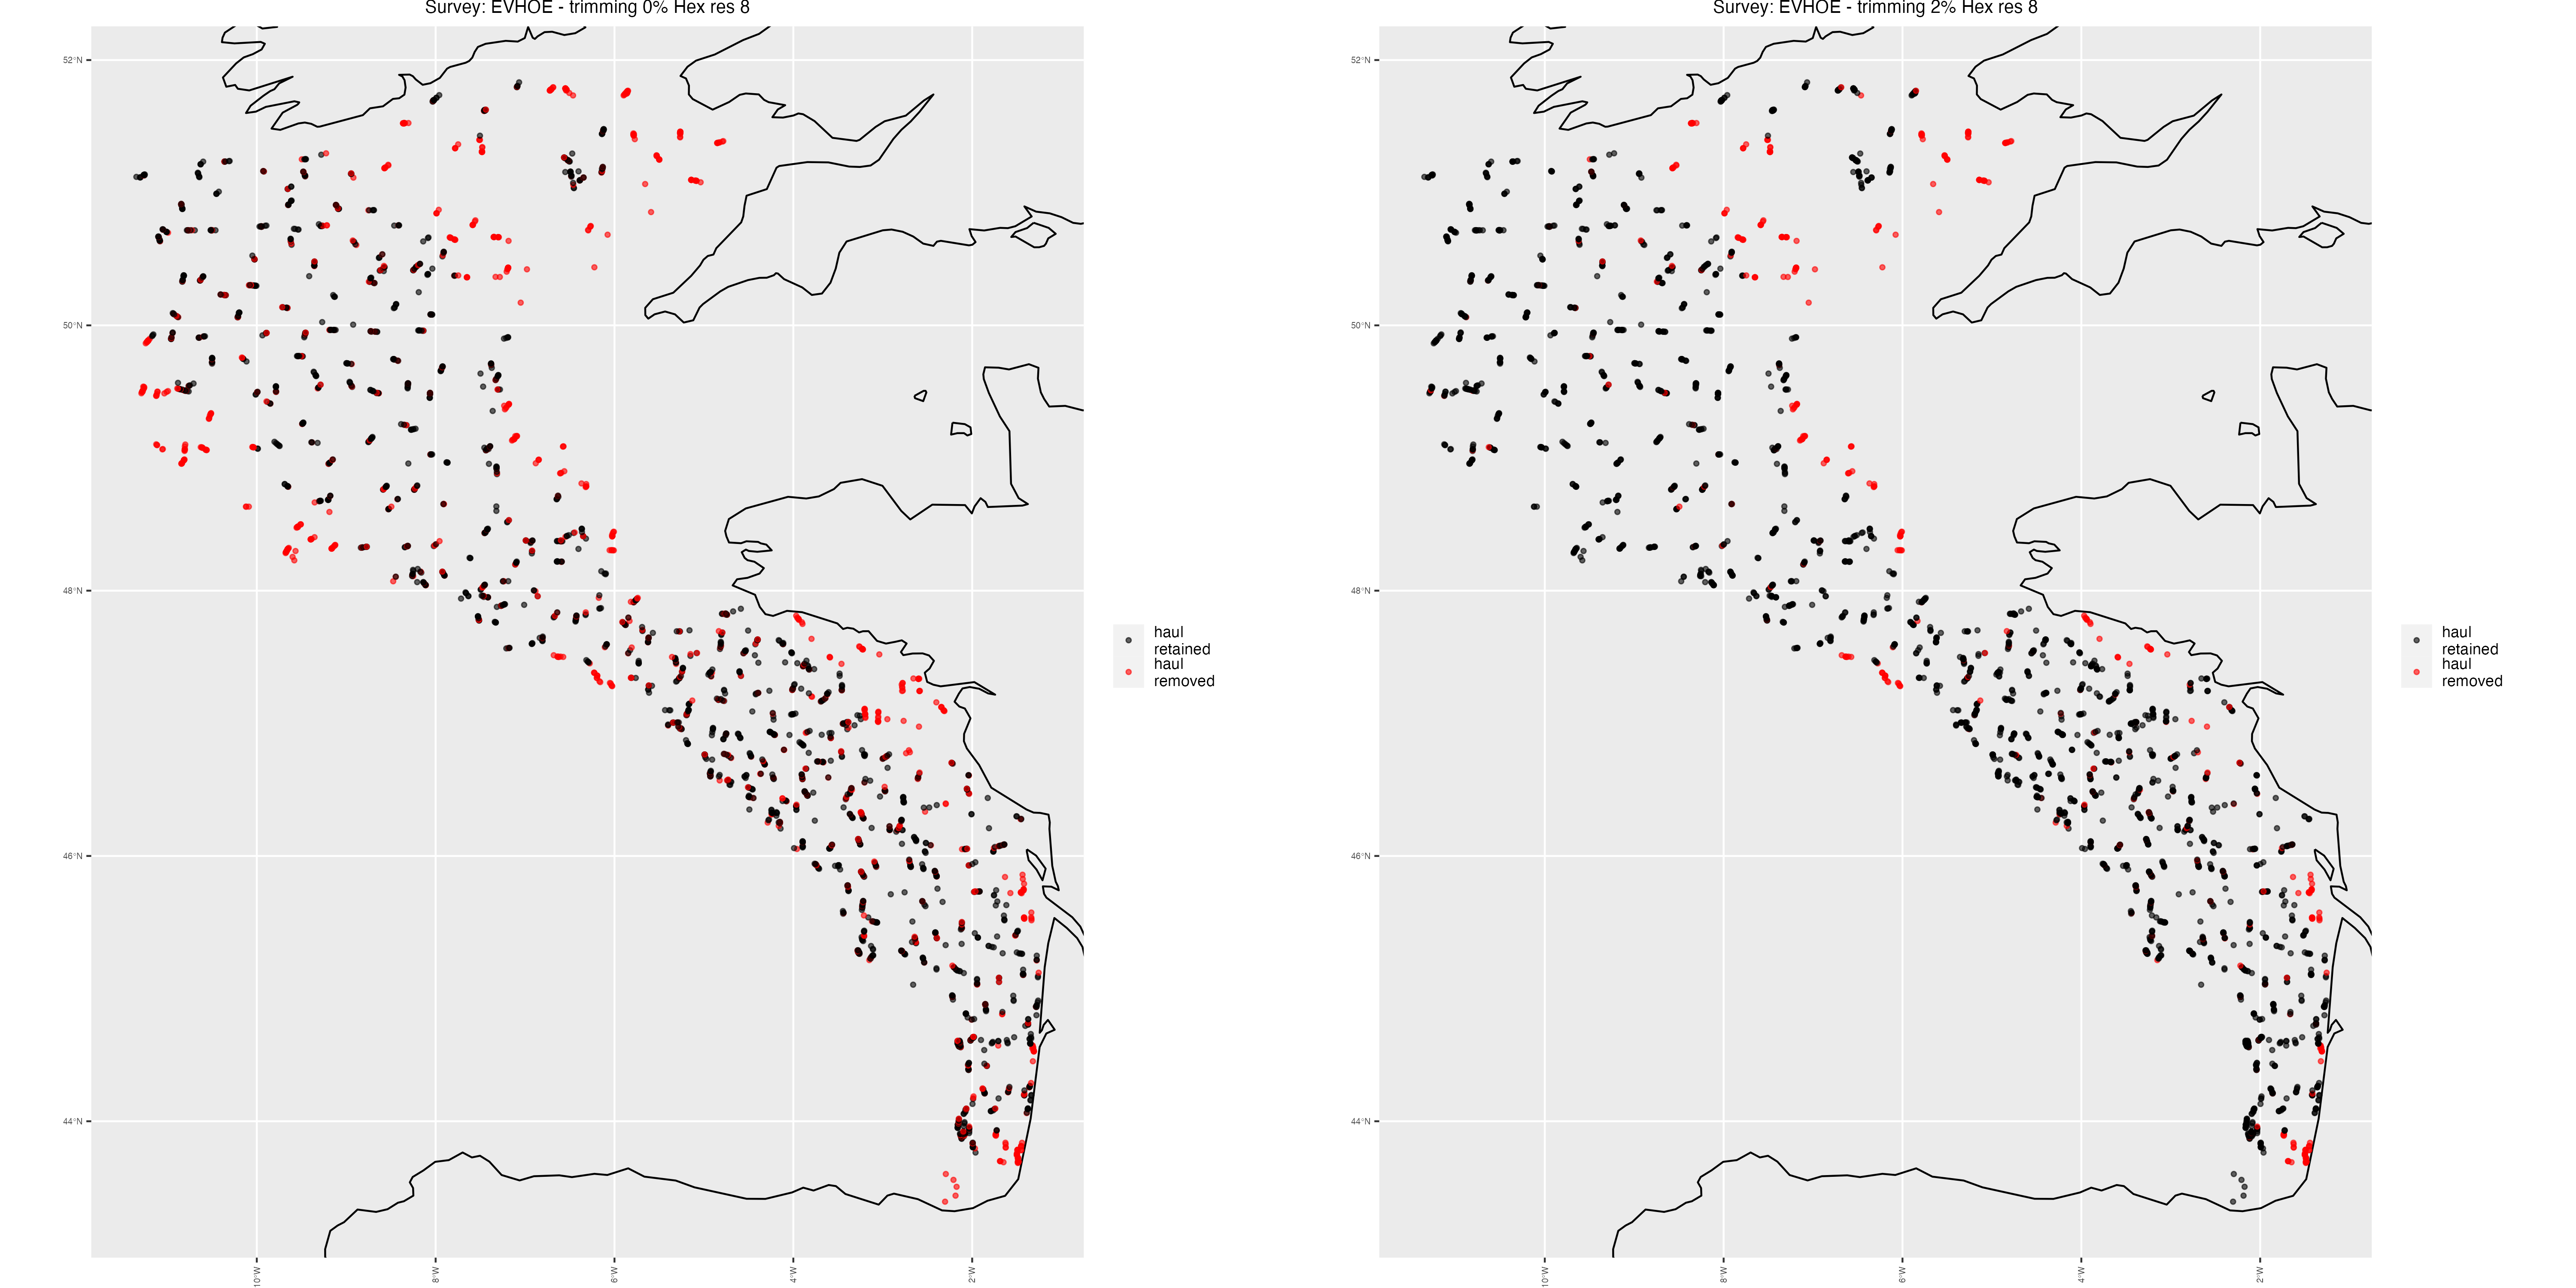 Survey: EVHOE - trimming 0% Hex res 8
52°N
50°N
48°N
46°N
44°N
10°W
8°W
6°W
4°W
2°W
haul
retained
haul
removed
Survey: EVHOE - trimming 2% Hex res 8
52°N
50°N
48°N
46°N
44°N
10°W
8°W
6°W
4°W
2°W
haul
retained
haul
removed